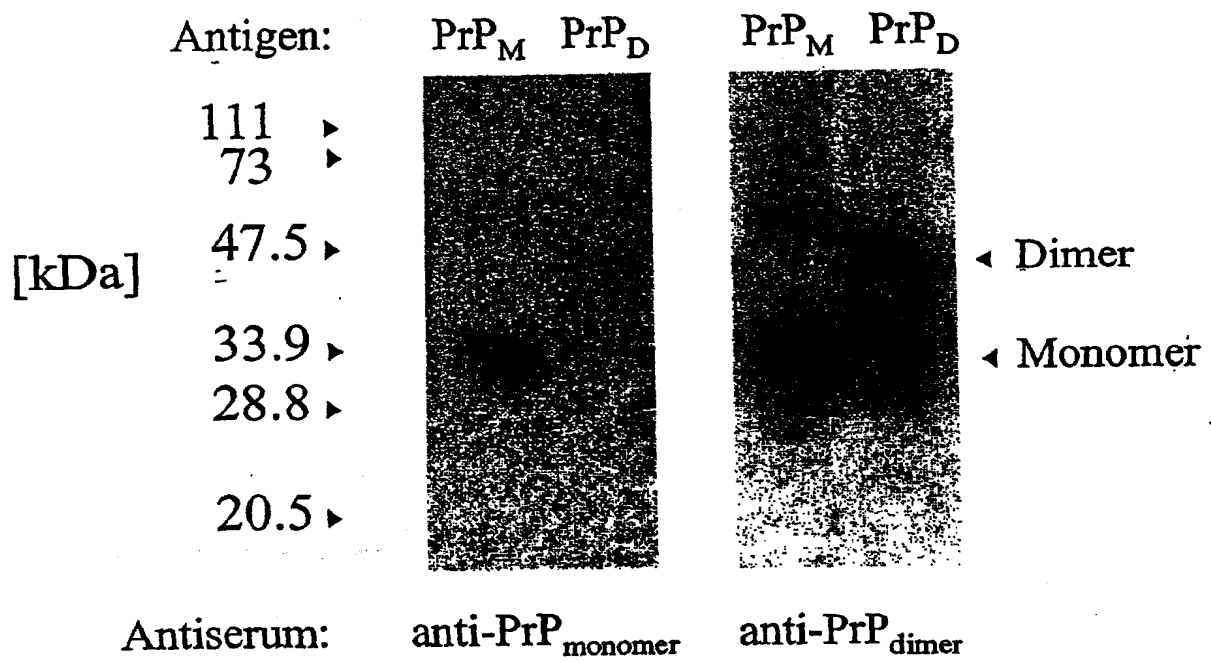 Antigen: PrP_M PrP_D PrP_M PrP_D
111
73
47.5 Dimer
[kDa]
33.9 Monomer
28.8
20.5
Antiserum: anti-PrP_monomer anti-PrP_dimer